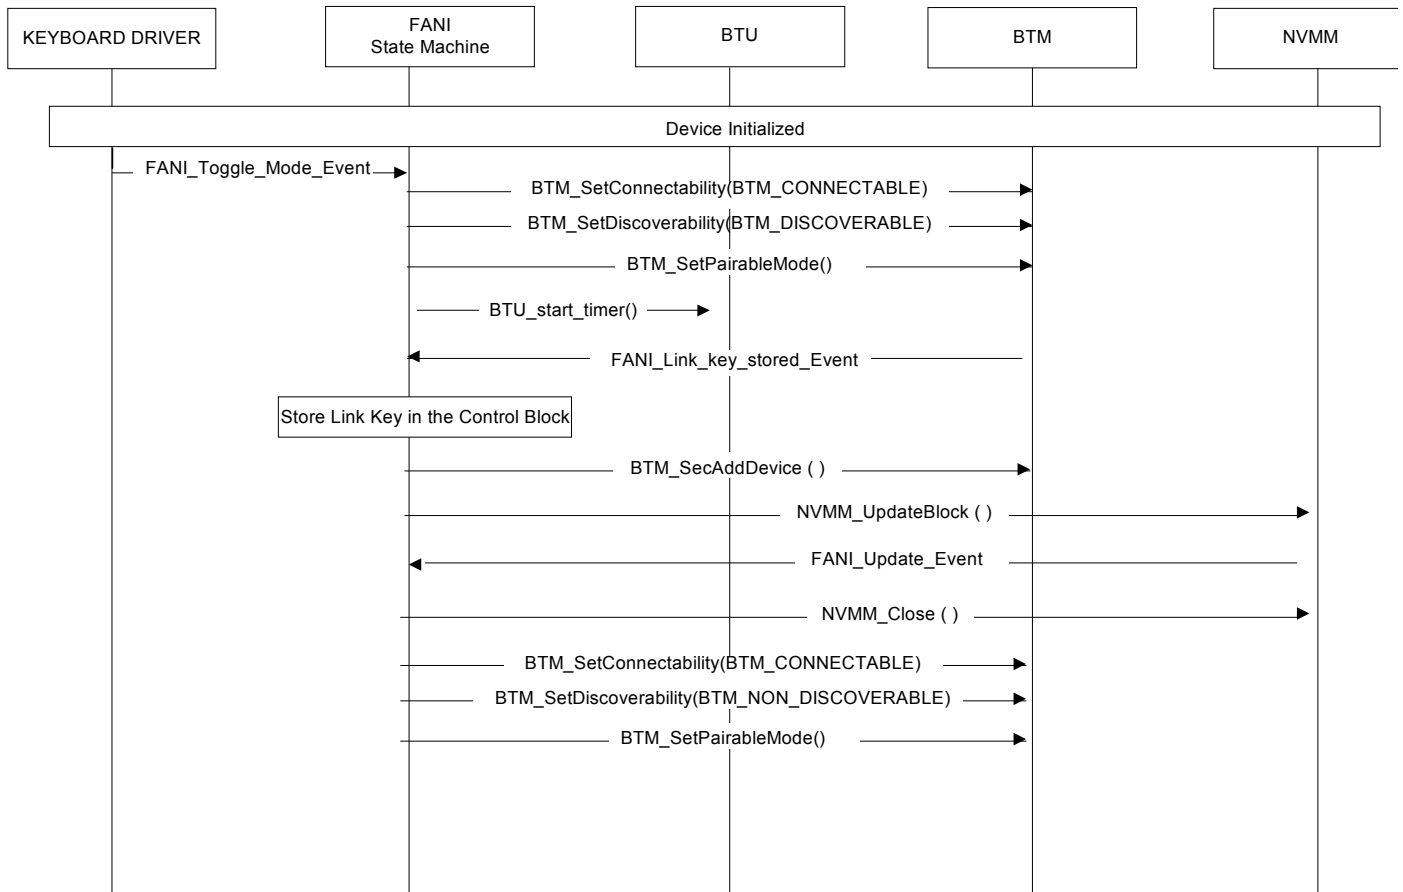 KEYBOARD DRIVER
FANI
State Machine
BTU
BTM
NVMM
Device Initialized
FANI_Toggle_Mode_Event
BTM_SetConnectability(BTM_CONNECTABLE)
BTM_SetDiscoverability(BTM_DISCOVERABLE)
BTM_SetPairableMode()
BTU_start_timer()
FANI_Link_key_stored_Event
Store Link Key in the Control Block
BTM_SecAddDevice ( )
NVMM_UpdateBlock ( )
FANI_Update_Event
NVMM_Close ( )
BTM_SetConnectability(BTM_CONNECTABLE)
BTM_SetDiscoverability(BTM_NON_DISCOVERABLE)
BTM_SetPairableMode()